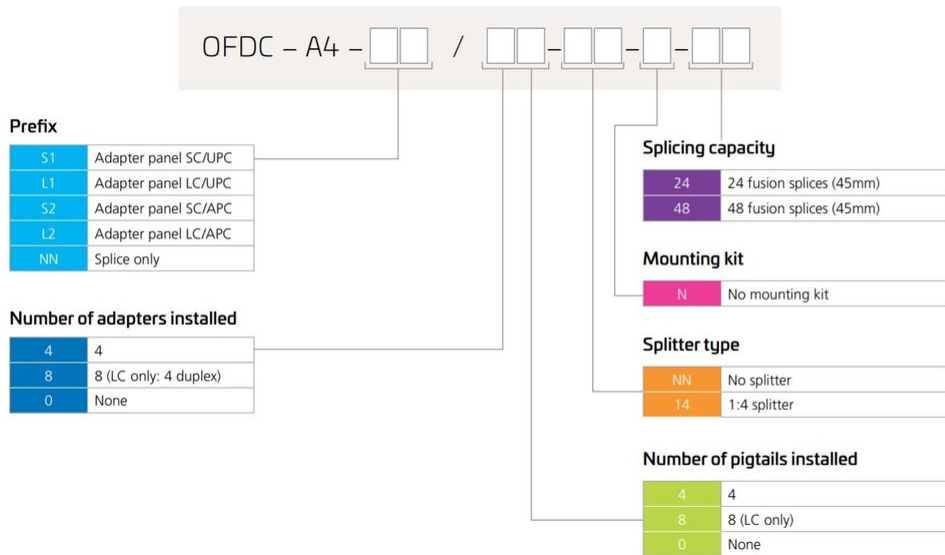 OFDC – A4 – / - - -
Prefix
S1 Adapter panel SC/UPC
L1 Adapter panel LC/UPC
S2 Adapter panel SC/APC
L2 Adapter panel LC/APC
NN Splice only
Number of adapters installed
4 4
8 8 (LC only: 4 duplex)
0 None
Splicing capacity
24 24 fusion splices (45mm)
48 48 fusion splices (45mm)
Mounting kit
N No mounting kit
Splitter type
NN No splitter
14 1:4 splitter
Number of pigtails installed
4 4
8 8 (LC only)
0 None